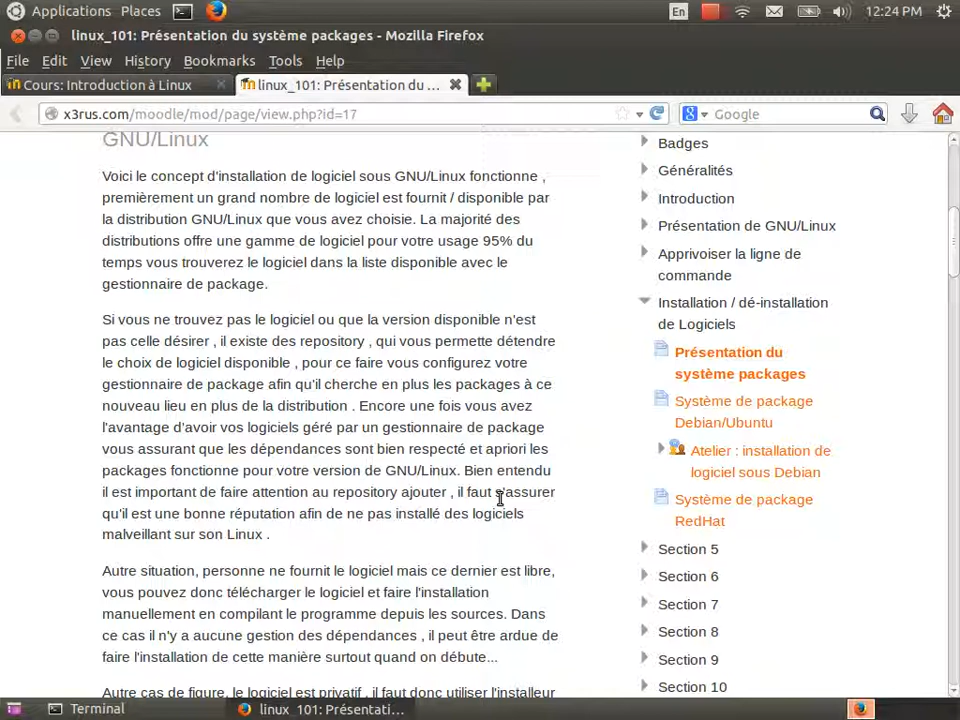 Applications Places En 12:24 PM
linux_101: Présentation du système packages - Mozilla Firefox
File Edit View History Bookmarks Tools Help
Cours: Introduction à Linux linux_101: Présentation du ...
x3rus.com/moodle/mod/page/view.php?id=17 Google
GNU/Linux
Voici le concept d'installation de logiciel sous GNU/Linux fonctionne ,
premièrement un grand nombre de logiciel est fournit / disponible par
la distribution GNU/Linux que vous avez choisie. La majorité des
distributions offre une gamme de logiciel pour votre usage 95% du
temps vous trouverez le logiciel dans la liste disponible avec le
gestionnaire de package.
Si vous ne trouvez pas le logiciel ou que la version disponible n'est
pas celle désirer , il existe des repository , qui vous permette détendre
le choix de logiciel disponible , pour ce faire vous configurez votre
gestionnaire de package afin qu'il cherche en plus les packages à ce
nouveau lieu en plus de la distribution . Encore une fois vous avez
l'avantage d'avoir vos logiciels géré par un gestionnaire de package
vous assurant que les dépendances sont bien respecté et apriori les
packages fonctionne pour votre version de GNU/Linux. Bien entendu
il est important de faire attention au repository ajouter , il faut s'assurer
qu'il est une bonne réputation afin de ne pas installé des logiciels
malveillant sur son Linux .
Autre situation, personne ne fournit le logiciel mais ce dernier est libre,
vous pouvez donc télécharger le logiciel et faire l'installation
manuellement en compilant le programme depuis les sources. Dans
ce cas il n'y a aucune gestion des dépendances , il peut être ardue de
faire l'installation de cette manière surtout quand on débute...
Autre cas de figure, le logiciel est privatif , il faut donc utiliser l'installeur
Badges
Généralités
Introduction
Présentation de GNU/Linux
Apprivoiser la ligne de
commande
Installation / dé-installation
de Logiciels
Présentation du
système packages
Système de package
Debian/Ubuntu
Atelier : installation de
logiciel sous Debian
Système de package
RedHat
Section 5
Section 6
Section 7
Section 8
Section 9
Section 10
Terminal linux_101: Présentati...